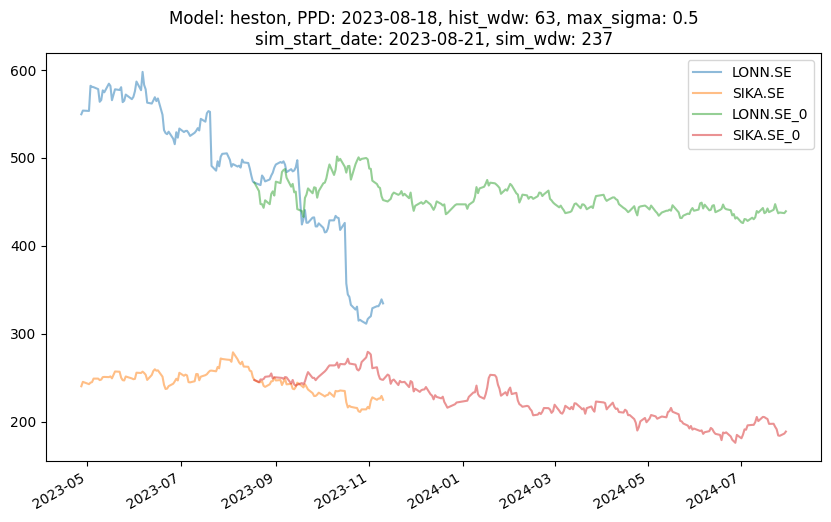 Model: heston, PPD: 2023-08-18, hist_wdw: 63, max_sigma: 0.5
sim_start_date: 2023-08-21, sim_wdw: 237
600
500
400
300
200
LONN.SE
SIKA.SE
LONN.SE_0
SIKA.SE_0
2023-05
2023-07
2023-09
2023-11
2024-01
2024-03
2024-05
2024-07